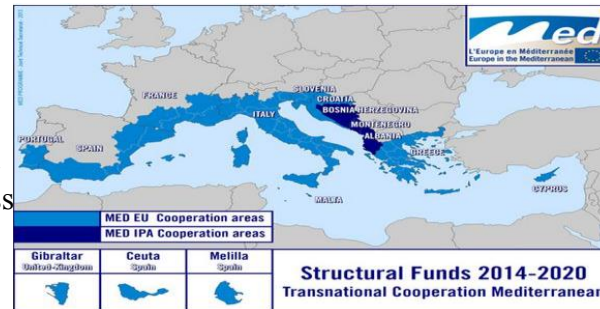 Med
L'Europe en Méditerranée
Europe in the Mediterranean
FRANCE
SLOVENIA
CROATIA
BOSNIA HERZEGOVINA
ITALY
MONTENEGRO
ALBANIA
PORTUGAL
SPAIN
GREECE
MALTA
CYPRUS
s
MED EU Cooperation areas
MED IPA Cooperation areas
Gibraltar
United-Kingdom
Ceuta
Spain
Melilla
Spain
Structural Funds 2014-2020
Transnational Cooperation Mediterranean